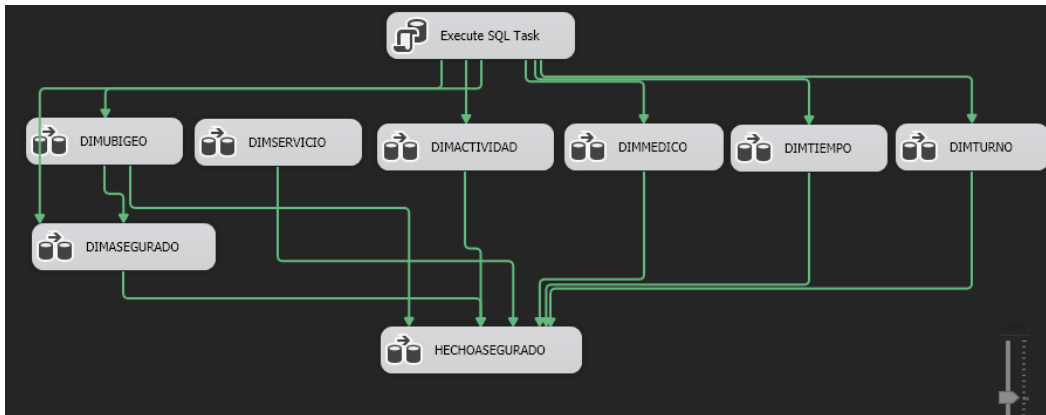 Execute SQL Task
DIMUBIGEO
DIMSERVICIO
DIMACTIVIDAD
DIMMEDICO
DIMTIEMPO
DIMTURNO
DIMASEGURADO
HECHOASEGURADO